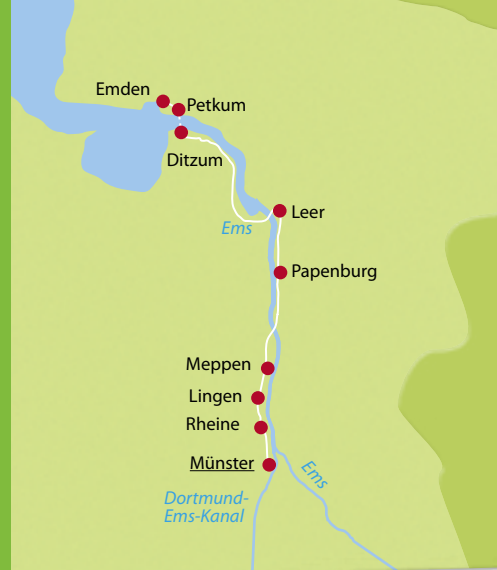 Emden
Petkum
Ditzum
Leer
Ems
Papenburg
Meppen
Lingen
Rheine
Münster
Ems
Dortmund-
Ems-Kanal